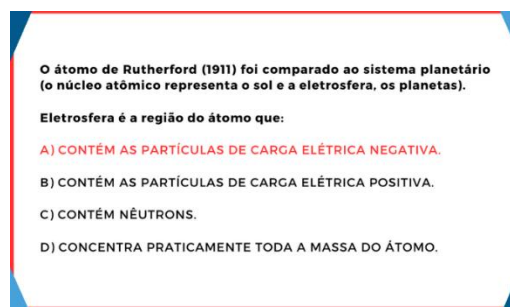 O átomo de Rutherford (1911) foi comparado ao sistema planetário
(o núcleo atômico representa o sol e a eletrosfera, os planetas).
Eletrosfera é a região do átomo que:
A) CONTÉM AS PARTÍCULAS DE CARGA ELÉTRICA NEGATIVA.
B) CONTÉM AS PARTÍCULAS DE CARGA ELÉTRICA POSITIVA.
C) CONTÉM NÊUTRONS.
D) CONCENTRA PRATICAMENTE TODA A MASSA DO ÁTOMO.